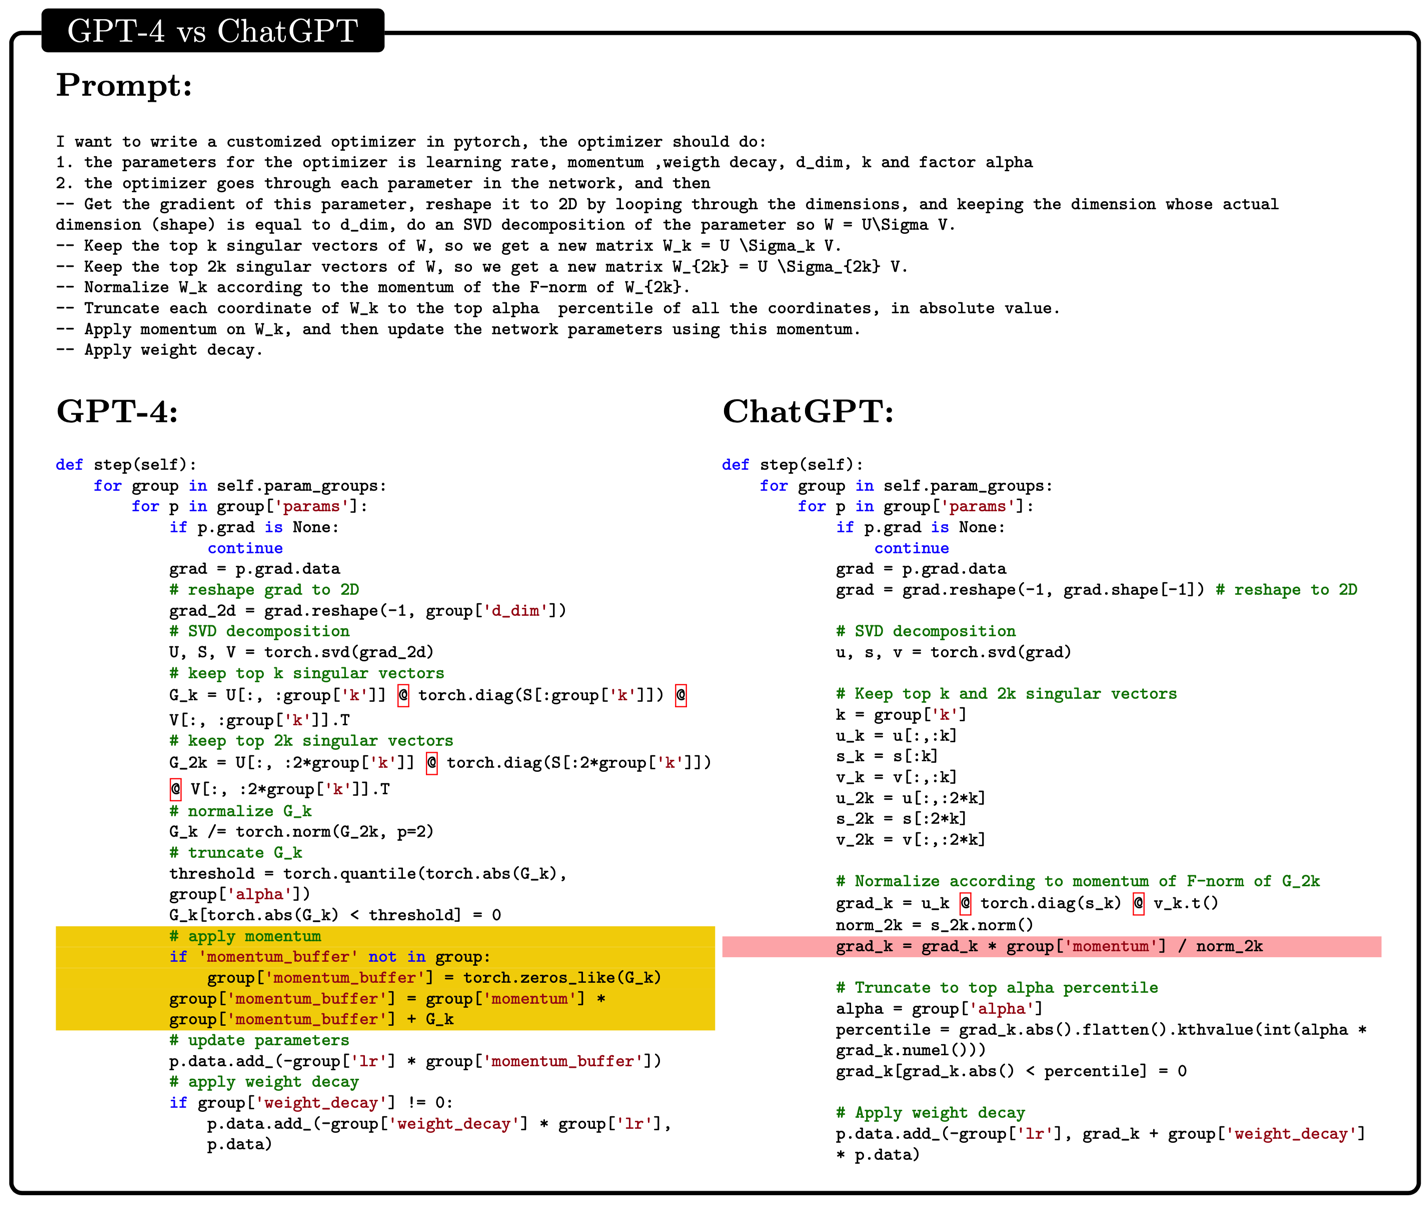 GPT-4 vs ChatGPT
Prompt:
I want to write a customized optimizer in pytorch, the optimizer should do:
1. the parameters for the optimizer is learning rate, momentum ,weigth decay, d_dim, k and factor alpha
2. the optimizer goes through each parameter in the network, and then
-- Get the gradient of this parameter, reshape it to 2D by looping through the dimensions, and keeping the dimension whose actual
dimension (shape) is equal to d_dim, do an SVD decomposition of the parameter so W = U\Sigma V.
-- Keep the top k singular vectors of W, so we get a new matrix W_k = U \Sigma_k V.
-- Keep the top 2k singular vectors of W, so we get a new matrix W_{2k} = U \Sigma_{2k} V.
-- Normalize W_k according to the momentum of the F-norm of W_{2k}.
-- Truncate each coordinate of W_k to the top alpha  percentile of all the coordinates, in absolute value.
-- Apply momentum on W_k, and then update the network parameters using this momentum.
-- Apply weight decay.
GPT-4:
def step(self):
    for group in self.param_groups:
        for p in group['params']:
            if p.grad is None:
                continue
            grad = p.grad.data
            # reshape grad to 2D
            grad_2d = grad.reshape(-1, group['d_dim'])
            # SVD decomposition
            U, S, V = torch.svd(grad_2d)
            # keep top k singular vectors
            G_k = U[:, :group['k']] @ torch.diag(S[:group['k']]) @
            V[:, :group['k']].T
            # keep top 2k singular vectors
            G_2k = U[:, :2*group['k']] @ torch.diag(S[:2*group['k']])
            @ V[:, :2*group['k']].T
            # normalize G_k
            G_k /= torch.norm(G_2k, p=2)
            # truncate G_k
            threshold = torch.quantile(torch.abs(G_k),
            group['alpha'])
            G_k[torch.abs(G_k) < threshold] = 0
            # apply momentum
            if 'momentum_buffer' not in group:
                group['momentum_buffer'] = torch.zeros_like(G_k)
            group['momentum_buffer'] = group['momentum'] *
            group['momentum_buffer'] + G_k
            # update parameters
            p.data.add_(-group['lr'] * group['momentum_buffer'])
            # apply weight decay
            if group['weight_decay'] != 0:
                p.data.add_(-group['weight_decay'] * group['lr'],
                p.data)
ChatGPT:
def step(self):
    for group in self.param_groups:
        for p in group['params']:
            if p.grad is None:
                continue
            grad = p.grad.data
            grad = grad.reshape(-1, grad.shape[-1]) # reshape to 2D
            # SVD decomposition
            u, s, v = torch.svd(grad)
            # Keep top k and 2k singular vectors
            k = group['k']
            u_k = u[:,:k]
            s_k = s[:k]
            v_k = v[:,:k]
            u_2k = u[:,:2*k]
            s_2k = s[:2*k]
            v_2k = v[:,:2*k]
            # Normalize according to momentum of F-norm of G_2k
            grad_k = u_k @ torch.diag(s_k) @ v_k.t()
            norm_2k = s_2k.norm()
            grad_k = grad_k * group['momentum'] / norm_2k
            # Truncate to top alpha percentile
            alpha = group['alpha']
            percentile = grad_k.abs().flatten().kthvalue(int(alpha *
            grad_k.numel()))
            grad_k[grad_k.abs() < percentile] = 0
            # Apply weight decay
            p.data.add_(-group['lr'], grad_k + group['weight_decay']
            * p.data)